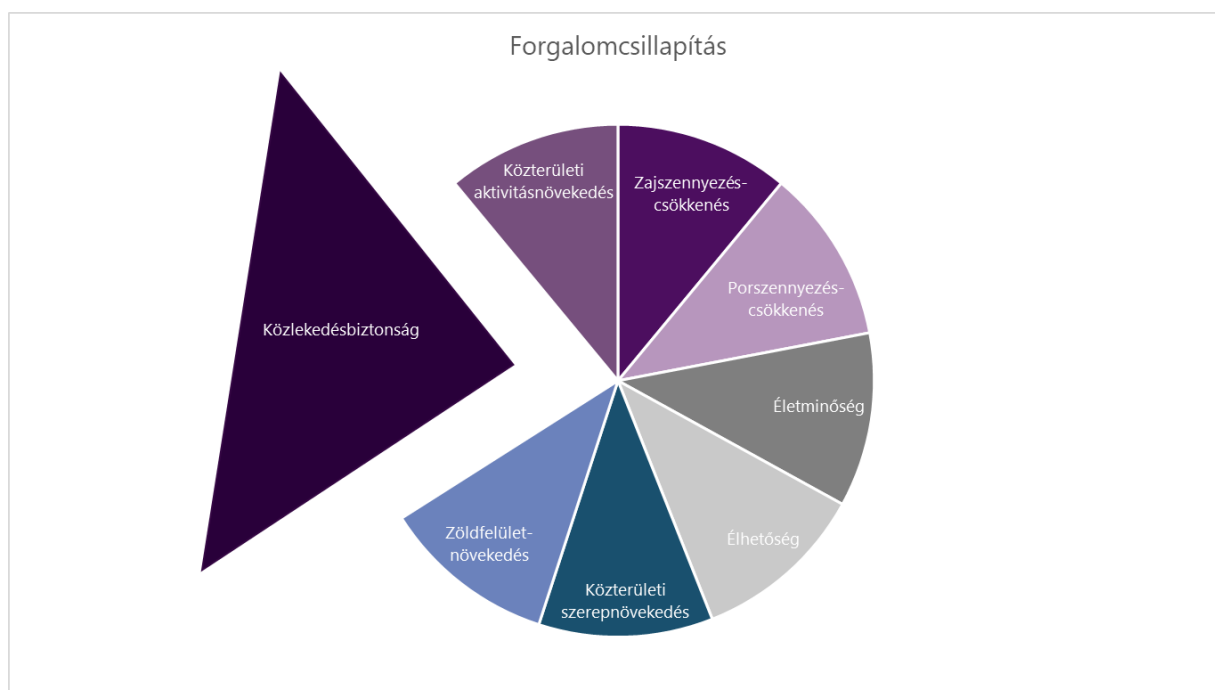 Forgalomcsillapítás
Közterületi
aktivitásnövekedés
Zajszennyezés-
csökkenés
Porszennyezés-
csökkenés
Közlekedésbiztonság
Életminőség
Zöldfelület-
növekedés
Élhetőség
Közterületi
szerepnövekedés